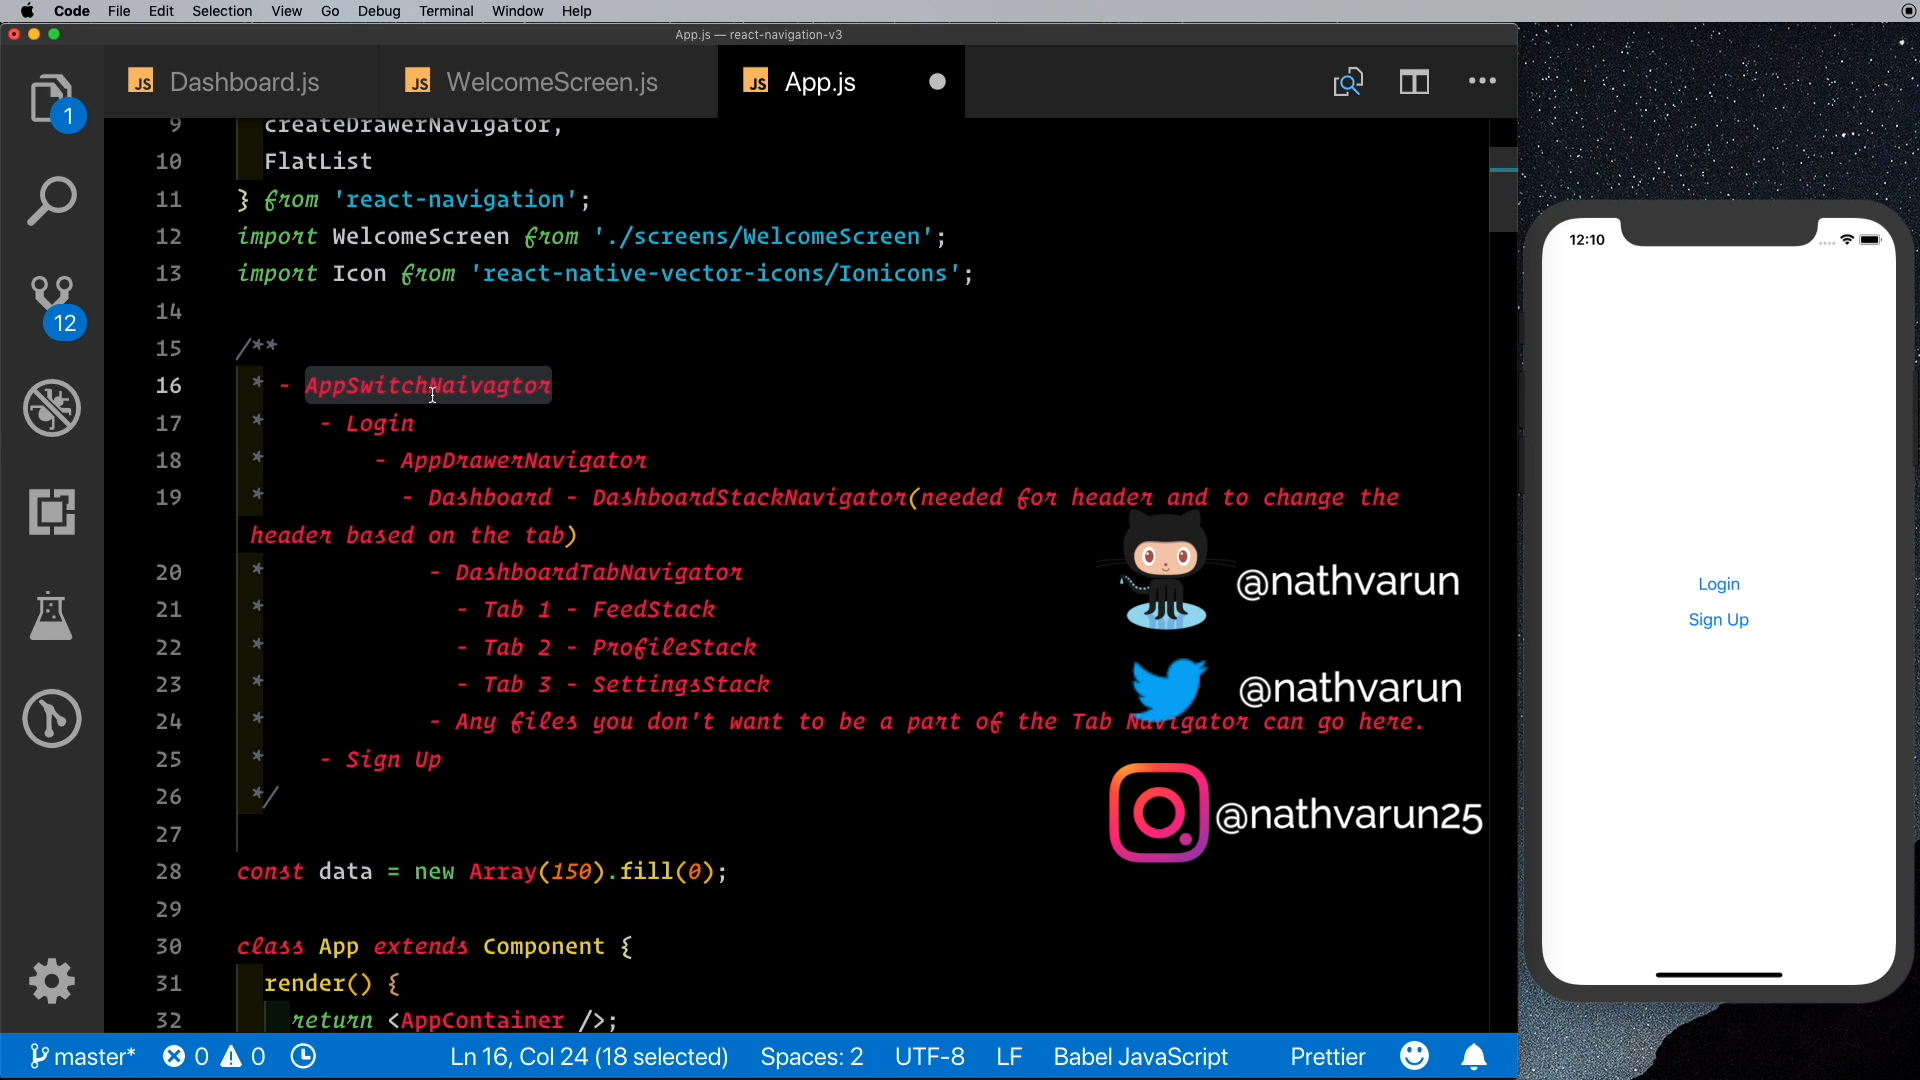 Code File Edit Selection View Go Debug Terminal Window Help
App.js — react-navigation-v3
JS Dashboard.js JS WelcomeScreen.js JS App.js
1
12
9 createDrawerNavigator,
10 FlatList
11 } from 'react-navigation';
12 import WelcomeScreen from './screens/WelcomeScreen';
13 import Icon from 'react-native-vector-icons/Ionicons';
14
15 /**
16 * - AppSwitchNaivagtor
17 * - Login
18 * - AppDrawerNavigator
19 * - Dashboard - DashboardStackNavigator(needed for header and to change the
header based on the tab)
20 * - DashboardTabNavigator
21 * - Tab 1 - FeedStack
22 * - Tab 2 - ProfileStack
23 * - Tab 3 - SettingsStack
24 * - Any files you don't want to be a part of the Tab Navigator can go here.
25 * - Sign Up
26 */
27
28 const data = new Array(150).fill(0);
29
30 class App extends Component {
31 render() {
32 return <AppContainer />;
@nathvarun
@nathvarun
@nathvarun25
12:10
Login
Sign Up
master* 0 0 Ln 16, Col 24 (18 selected) Spaces: 2 UTF-8 LF Babel JavaScript Prettier